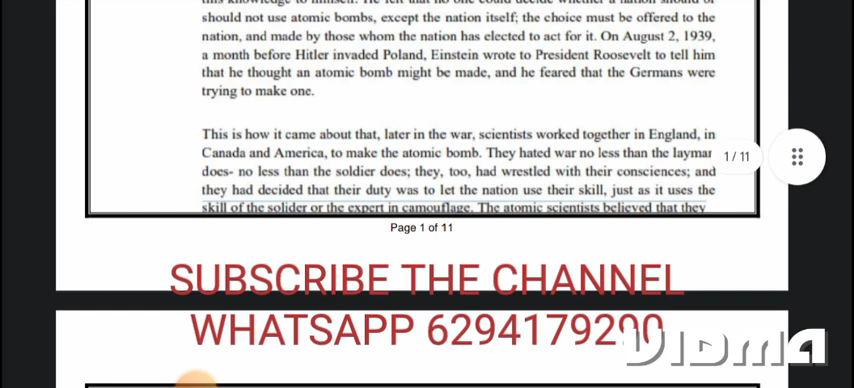 should not use atomic bombs, except the nation itself; the choice must be offered to the
nation, and made by those whom the nation has elected to act for it. On August 2, 1939,
a month before Hitler invaded Poland, Einstein wrote to President Roosevelt to tell him
that he thought an atomic bomb might be made, and he feared that the Germans were
trying to make one.
This is how it came about that, later in the war, scientists worked together in England, in
Canada and America, to make the atomic bomb. They hated war no less than the layman
1 / 11
does- no less than the soldier does; they, too, had wrestled with their consciences; and
they had decided that their duty was to let the nation use their skill, just as it uses the
skill of the solider or the expert in camouflage. The atomic scientists believed that they
Page 1 of 11
SUBSCRIBE THE CHANNEL
WHATSAPP 6294179290
VIDMA